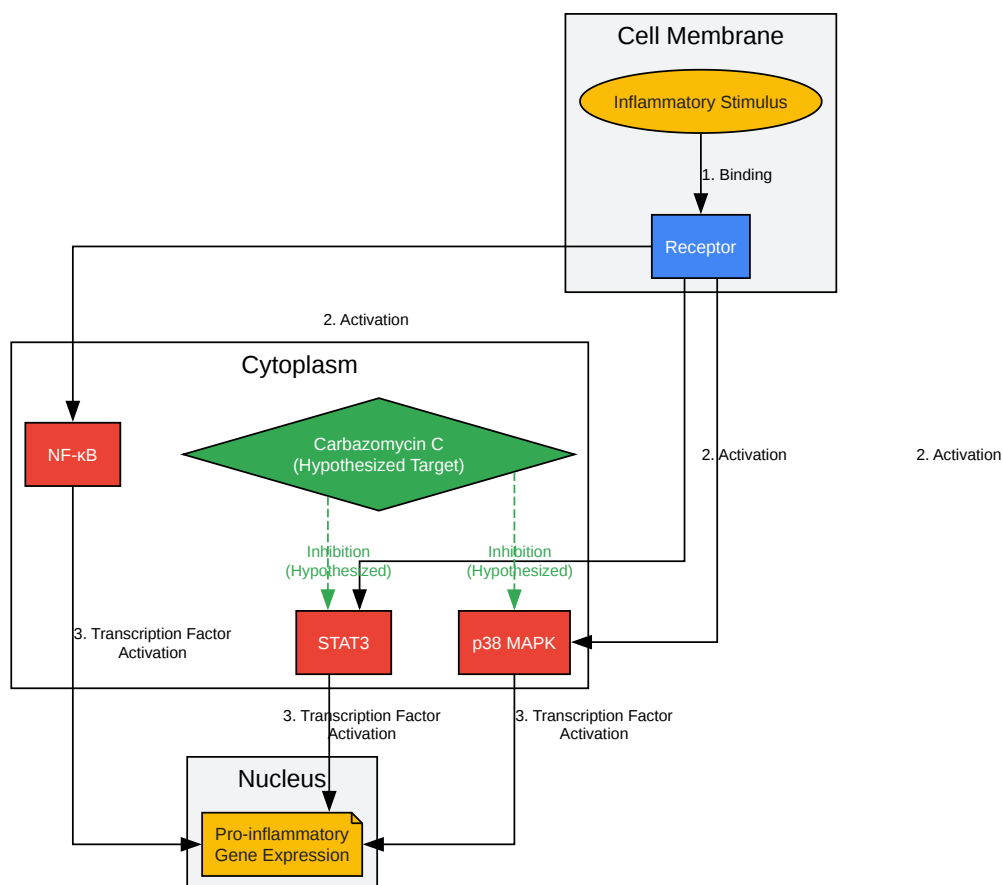 Cell Membrane
Inflammatory Stimulus
1. Binding
Receptor
2. Activation
Cytoplasm
Carbazomycin C
(Hypothesized Target)
NF-κB
2. Activation
2. Activation
Inhibition
(Hypothesized)
Inhibition
(Hypothesized)
3. Transcription Factor
Activation
STAT3
p38 MAPK
3. Transcription Factor
Activation
3. Transcription Factor
Activation
Nucleus
Pro-inflammatory
Gene Expression